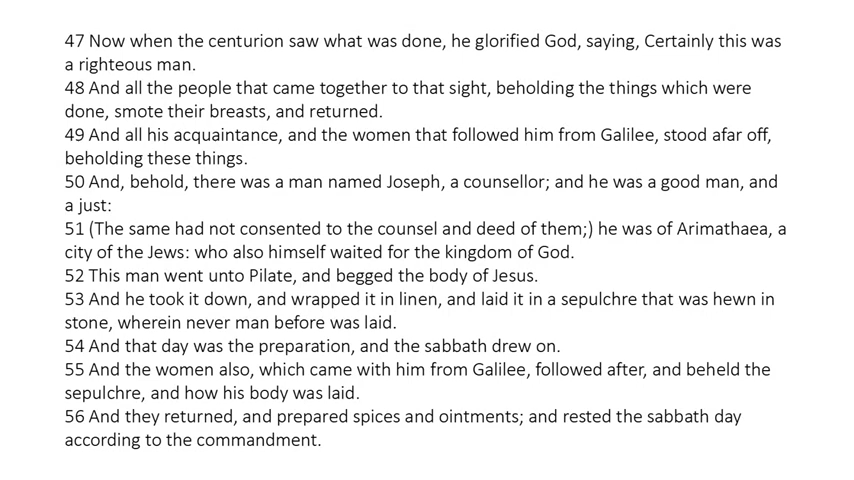 47 Now when the centurion saw what was done, he glorified God, saying, Certainly this was
a righteous man.
48 And all the people that came together to that sight, beholding the things which were
done, smote their breasts, and returned.
49 And all his acquaintance, and the women that followed him from Galilee, stood afar off,
beholding these things.
50 And, behold, there was a man named Joseph, a counsellor; and he was a good man, and
a just:
51 (The same had not consented to the counsel and deed of them;) he was of Arimathaea, a
city of the Jews: who also himself waited for the kingdom of God.
52 This man went unto Pilate, and begged the body of Jesus.
53 And he took it down, and wrapped it in linen, and laid it in a sepulchre that was hewn in
stone, wherein never man before was laid.
54 And that day was the preparation, and the sabbath drew on.
55 And the women also, which came with him from Galilee, followed after, and beheld the
sepulchre, and how his body was laid.
56 And they returned, and prepared spices and ointments; and rested the sabbath day
according to the commandment.